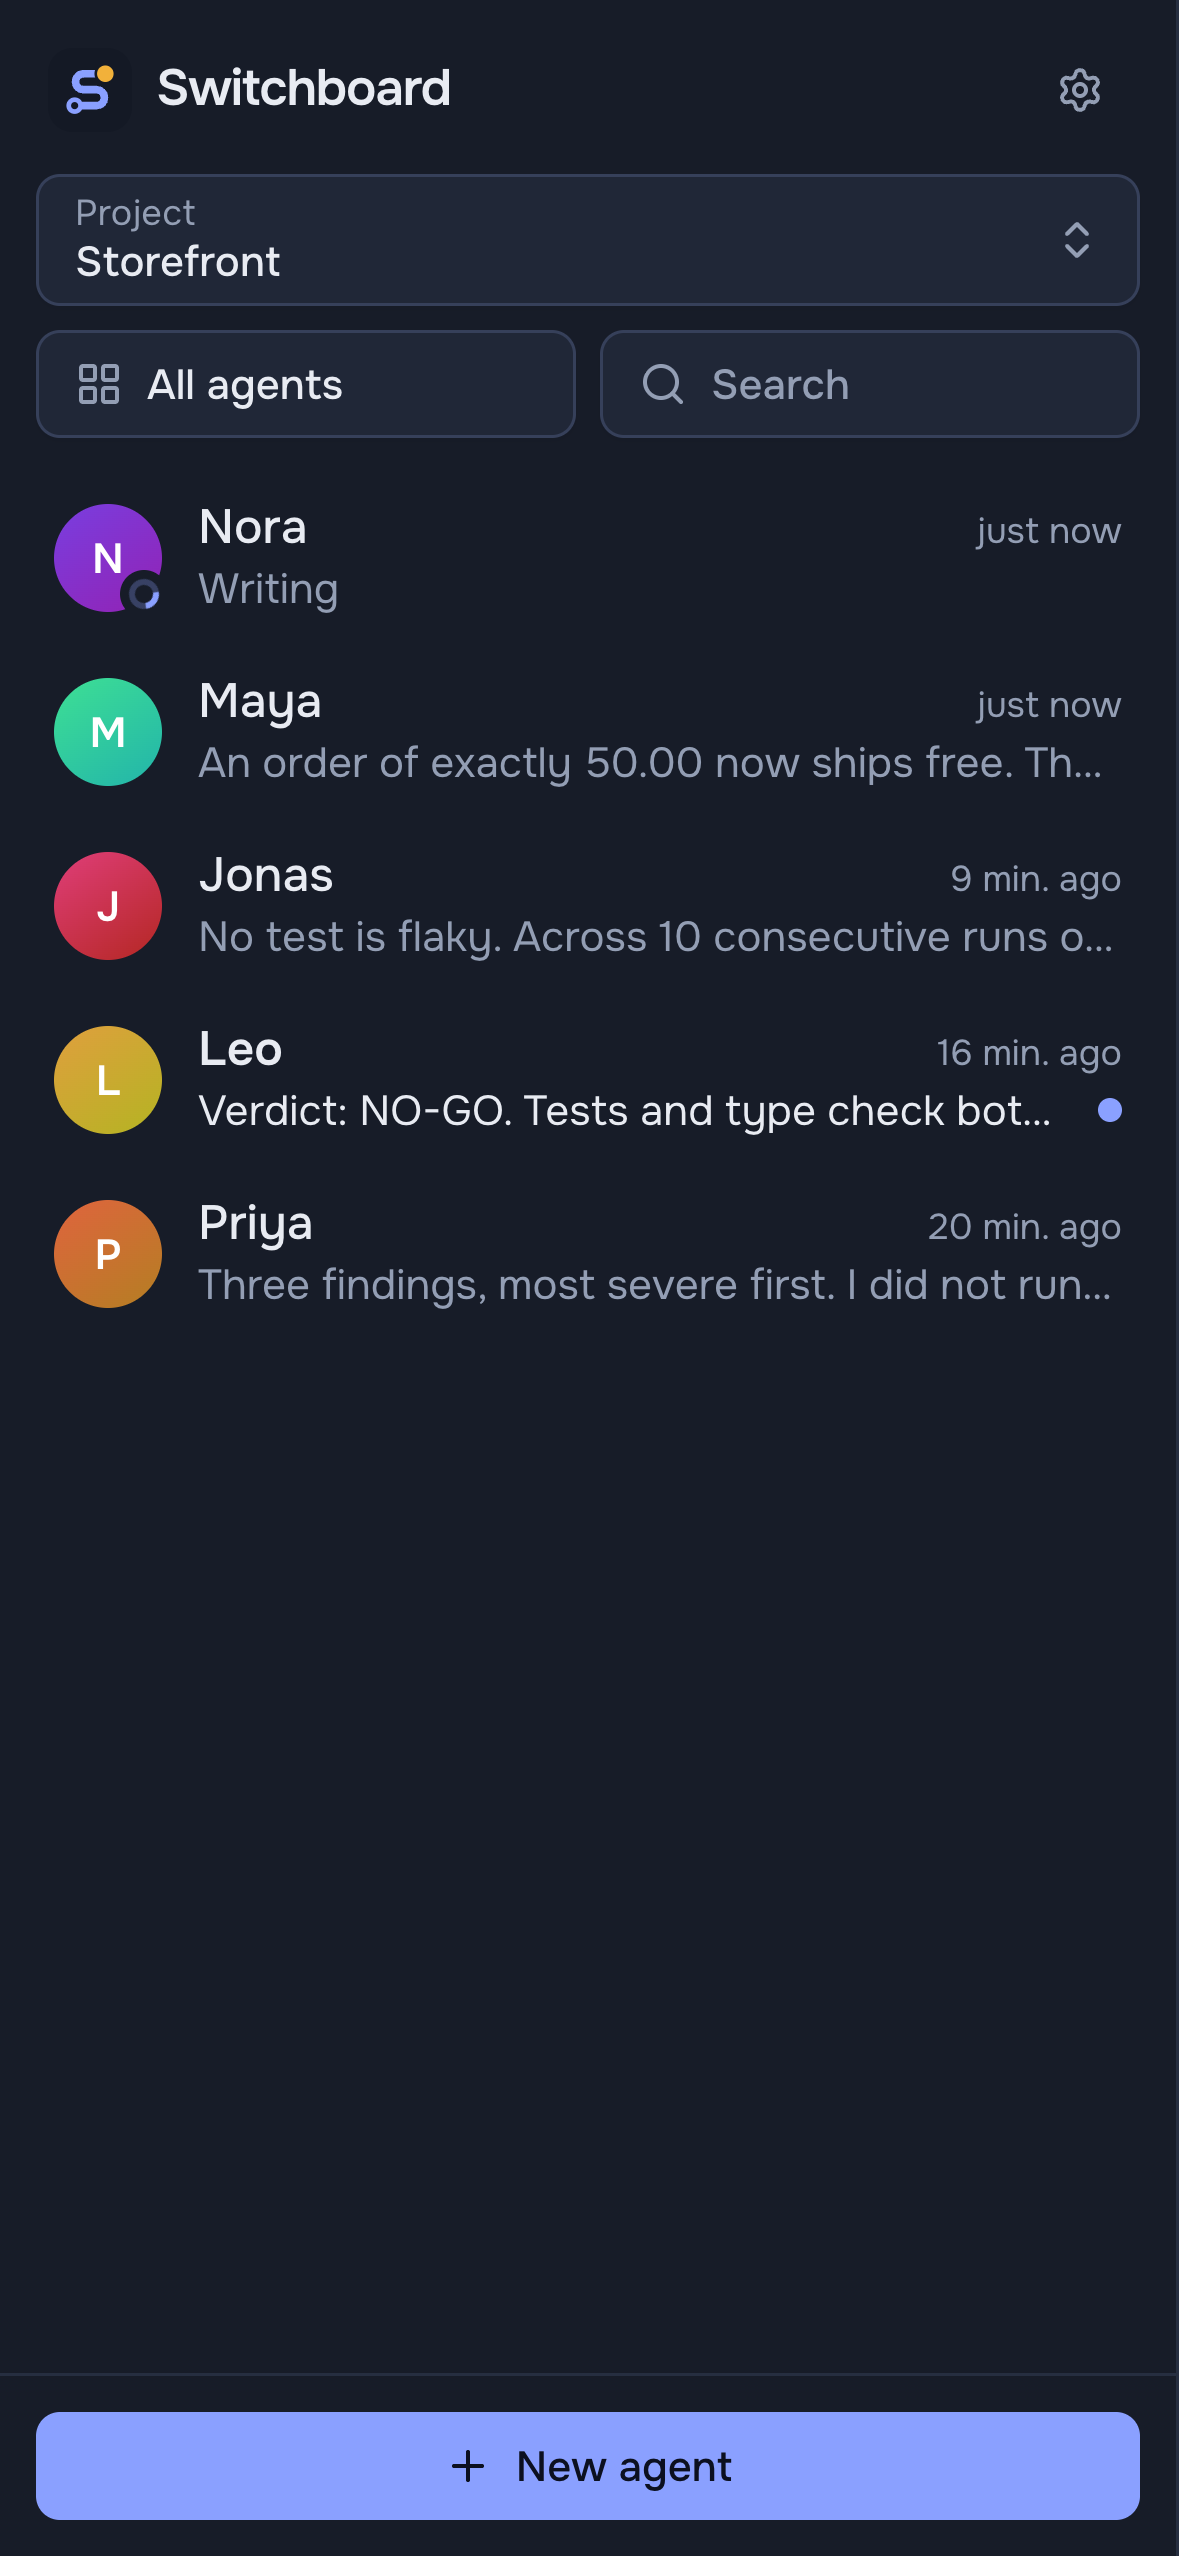 Switchboard
Project
Storefront
All agents
Search
N
Nora
just now
Writing
M
Maya
just now
An order of exactly 50.00 now ships free. Th...
J
Jonas
9 min. ago
No test is flaky. Across 10 consecutive runs o...
L
Leo
16 min. ago
Verdict: NO-GO. Tests and type check bot...
P
Priya
20 min. ago
Three findings, most severe first. I did not run...
New agent